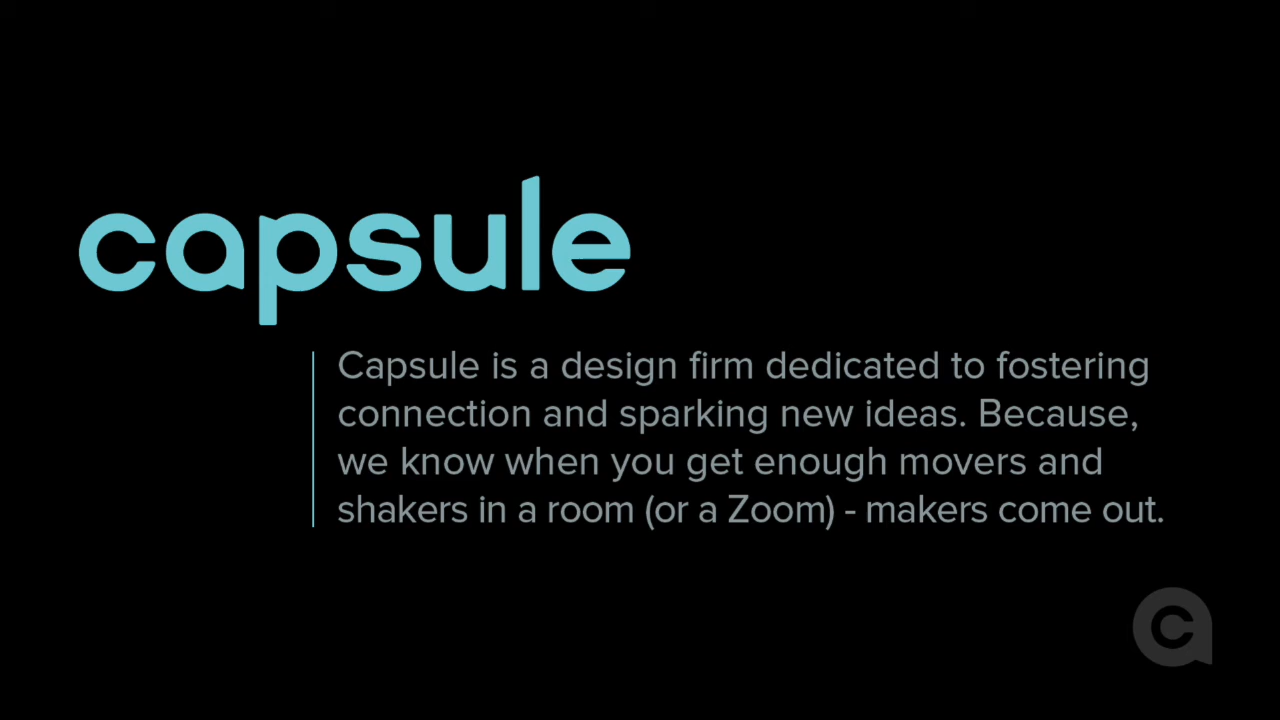 capsule
Capsule is a design firm dedicated to fostering
connection and sparking new ideas. Because,
we know when you get enough movers and
shakers in a room (or a Zoom) - makers come out.
c